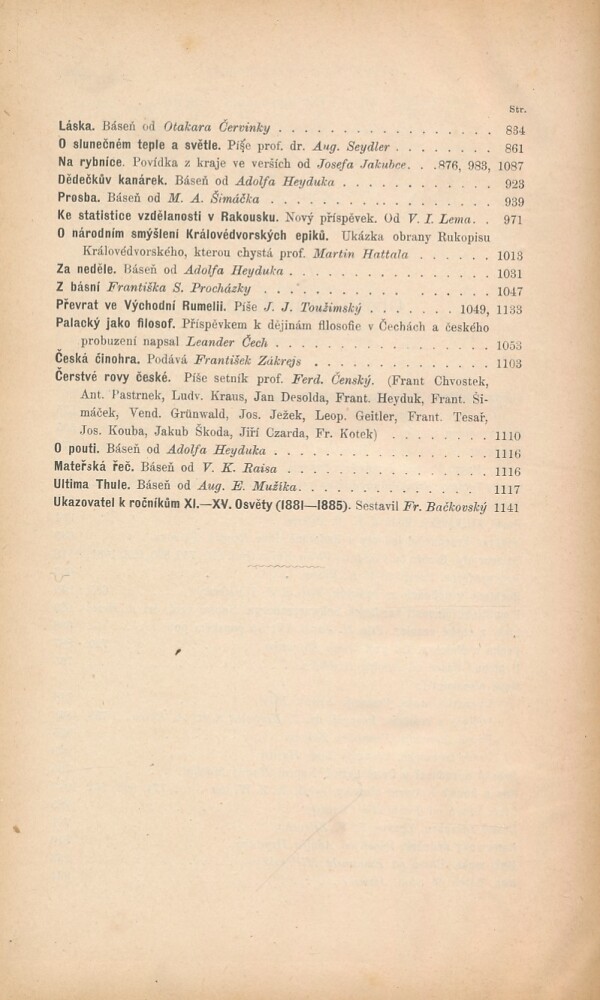 Str.
Láska. Báseň od Otakara Červinky . . . . . . . . . . . . . . . . 834
O slunečném teple a světle. Píše prof. dr. Aug. Seydler . . . . . . . 861
Na rybníce. Povídka z kraje ve verších od Josefa Jakubce. . .876, 983, 1087
Dědečkův kanárek. Báseň od Adolfa Heyduka . . . . . . . . . . . 923
Prosba. Báseň od M. A. Šimáčka . . . . . . . . . . . . . . . . 939
Ke statistice vzdělanosti v Rakousku. Nový příspěvek. Od V. I. Lema. . 971
O národním smýšlení Královédvorských epiků. Ukázka obrany Rukopisu
Královédvorského, kterou chystá prof. Martin Hattala . . . . . . 1013
Za neděle. Báseň od Adolfa Heyduka . . . . . . . . . . . . . . . 1031
Z básní Františka S. Procházky . . . . . . . . . . . . . . . . 1047
Převrat ve Východní Rumelii. Píše J. J. Toužimský . . . . . . . 1049, 1133
Palacký jako filosof. Příspěvkem k dějinám filosofie v Čechách a českého
probuzení napsal Leander Čech . . . . . . . . . . . . . . . . 1053
Česká činohra. Podává František Zákrejs . . . . . . . . . . . . . 1103
Čerstvé rovy české. Píše setník prof. Ferd. Čenský. (Frant Chvostek,
Ant. Pastrnek, Ludv. Kraus, Jan Desolda, Frant. Heyduk, Frant. Ši-
máček, Vend. Grünwald, Jos. Ježek, Leop. Geitler, Frant. Tesař,
Jos. Kouba, Jakub Škoda, Jiří Czarda, Fr. Kotek) . . . . . . . . 1110
O pouti. Báseň od Adolfa Heyduka . . . . . . . . . . . . . . . . 1116
Mateřská řeč. Báseň od V. K. Raisa . . . . . . . . . . . . . . . 1116
Ultima Thule. Báseň od Aug. E. Mužíka. . . . . . . . . . . . . 1117
Ukazovatel k ročníkům XI.—XV. Osvěty (1881—1885). Sestavil Fr. Bačkovský 1141